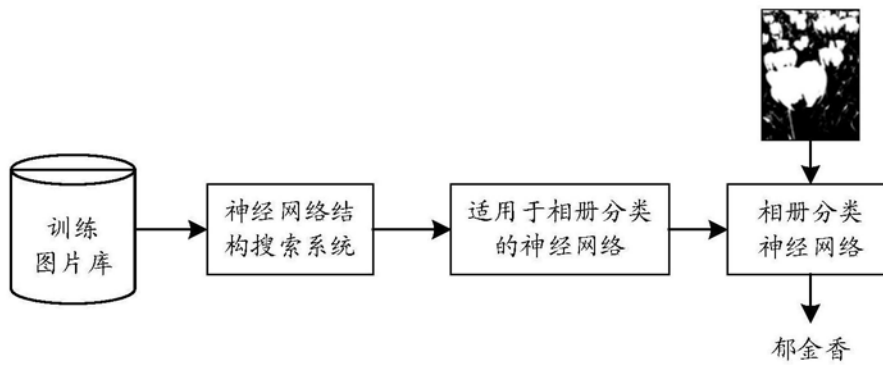 训练
图片库
神经网络结
构搜索系统
适用于相册分类
的神经网络
相册分类
神经网络
郁金香